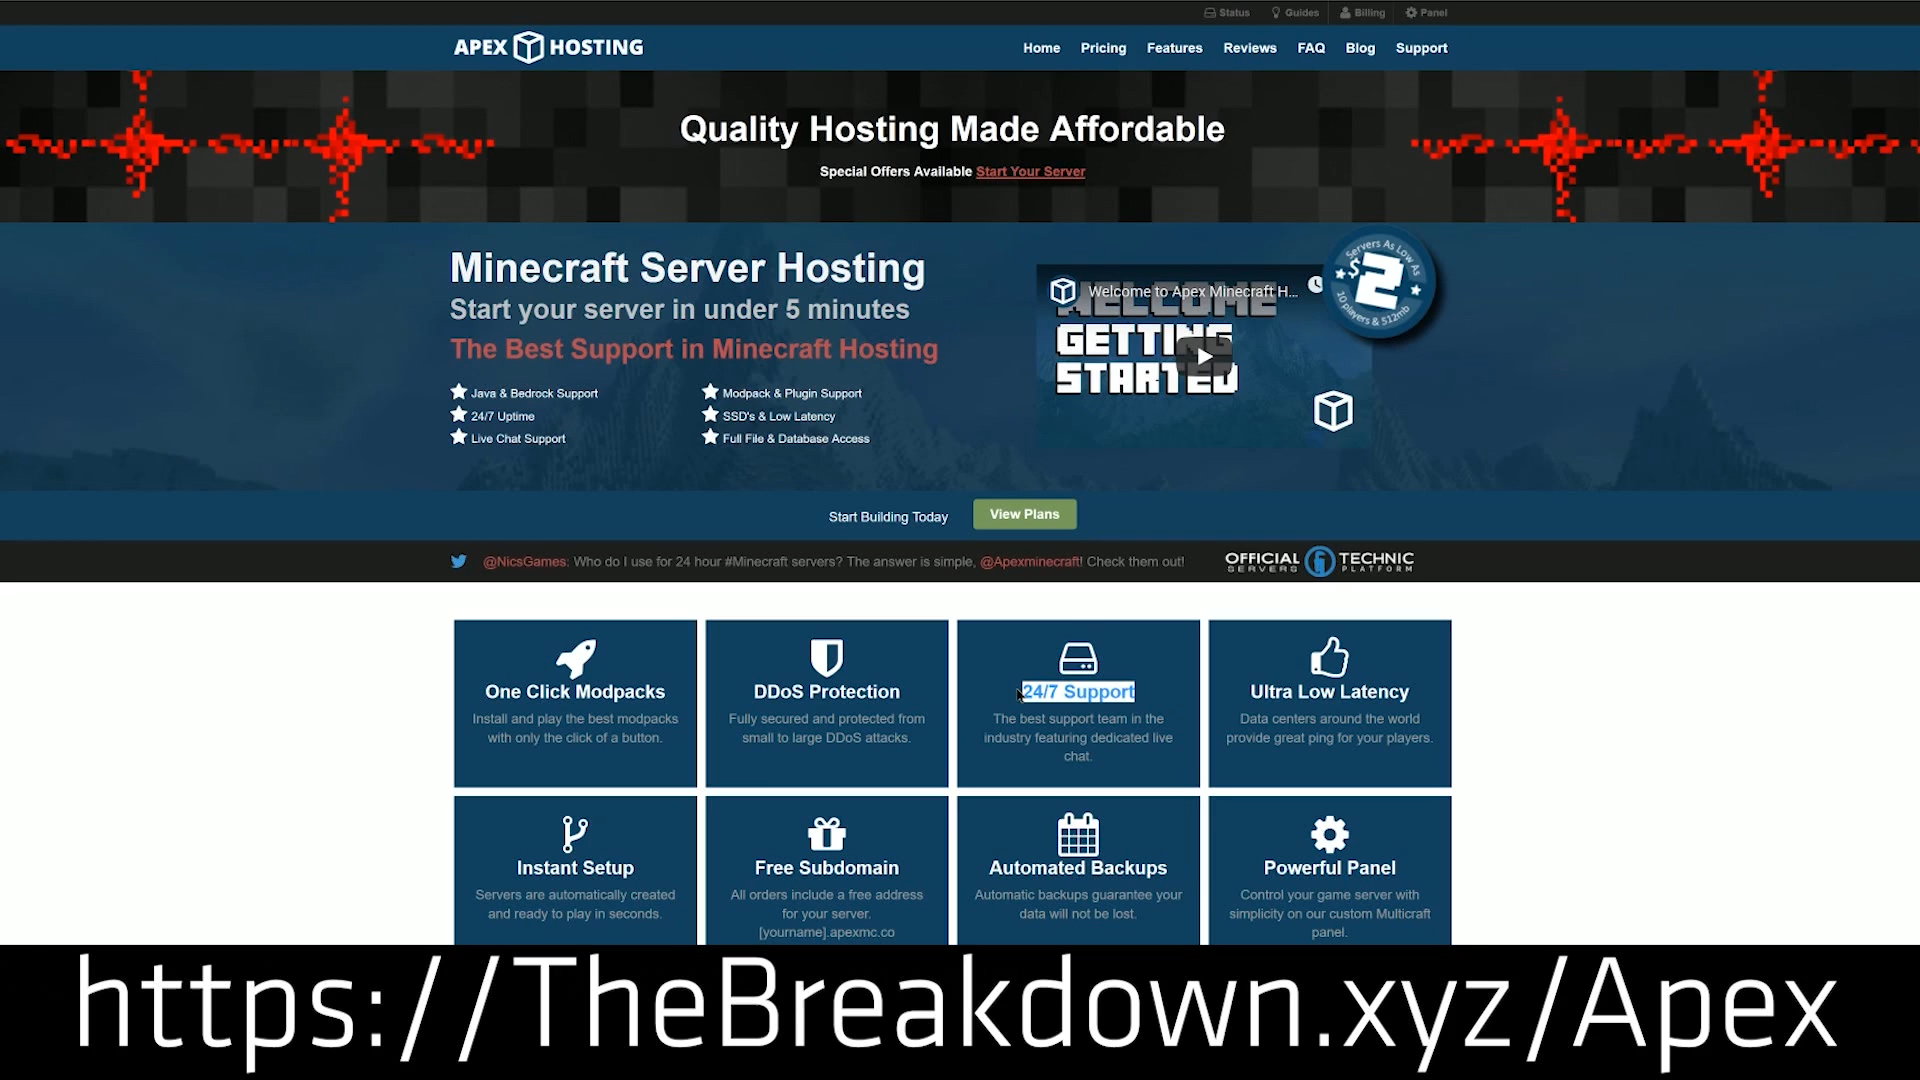 Status Guides Billing Panel
APEX HOSTING
Home Pricing Features Reviews FAQ Blog Support
Quality Hosting Made Affordable
Special Offers Available Start Your Server
Minecraft Server Hosting
Start your server in under 5 minutes
The Best Support in Minecraft Hosting
Java & Bedrock Support
Modpack & Plugin Support
24/7 Uptime
SSD's & Low Latency
Live Chat Support
Full File & Database Access
Welcome to Apex Minecraft H...
WELCOME
GETTING
STARTED
Servers As Low As
$2
10 players & 512mb
Start Building Today
View Plans
@NicsGames: Who do I use for 24 hour #Minecraft servers? The answer is simple, @Apexminecraft! Check them out!
OFFICIAL TECHNIC
SERVERS PLATFORM
One Click Modpacks
Install and play the best modpacks
with only the click of a button.
DDoS Protection
Fully secured and protected from
small to large DDoS attacks.
24/7 Support
The best support team in the
industry featuring dedicated live
chat.
Ultra Low Latency
Data centers around the world
provide great ping for your players.
Instant Setup
Servers are automatically created
and ready to play in seconds.
Free Subdomain
All orders include a free address
for your server.
[yourname].apexmc.co
Automated Backups
Automatic backups guarantee your
data will not be lost.
Powerful Panel
Control your game server with
simplicity on our custom Multicraft
panel.
https://TheBreakdown.xyz/Apex